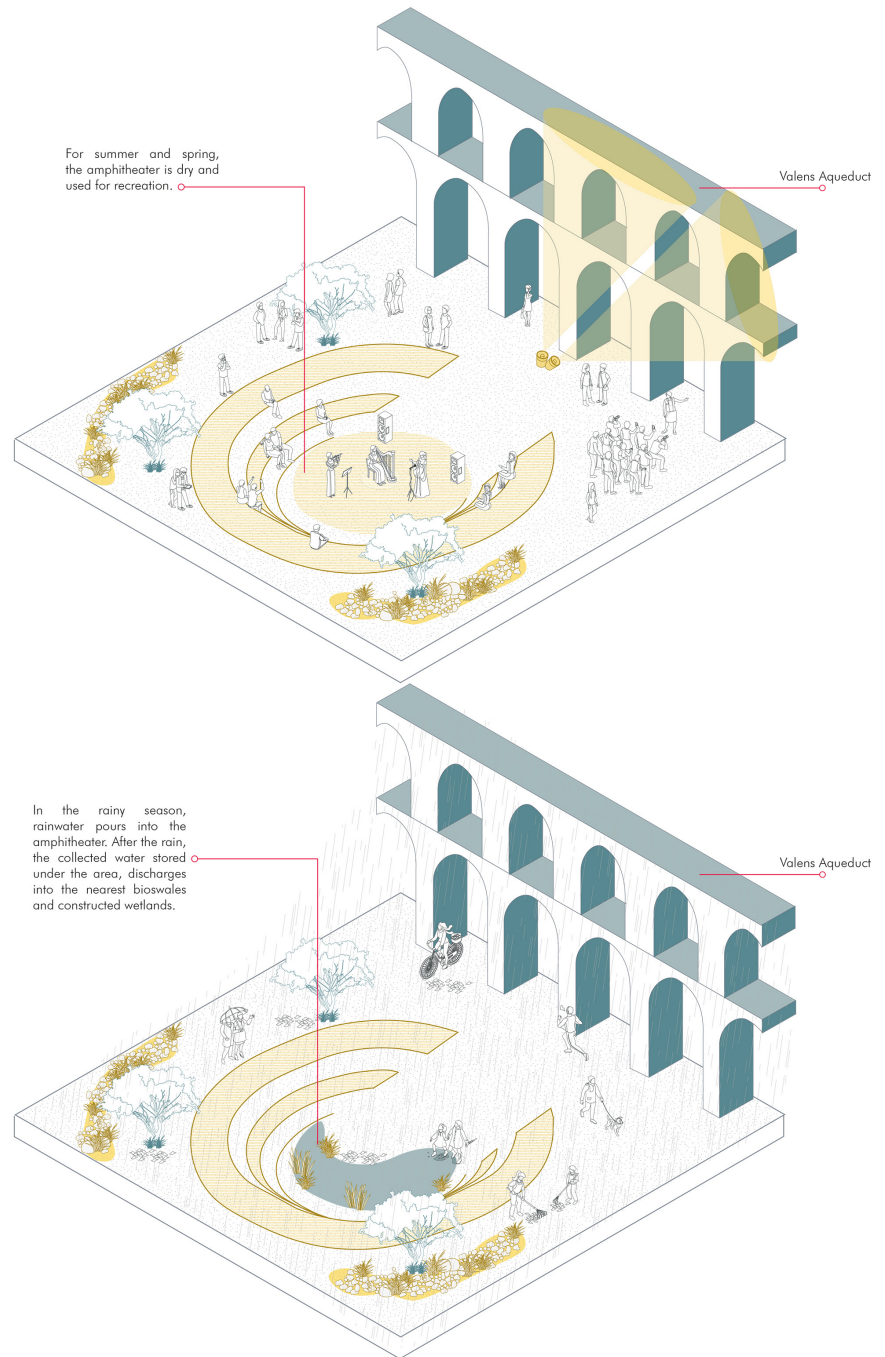 For summer and spring,
the amphitheater is dry and
used for recreation.
Valens Aqueduct
In the rainy season,
rainwater pours into the
amphitheater. After the rain,
the collected water stored
under the area, discharges
into the nearest bioswales
and constructed wetlands.
Valens Aqueduct